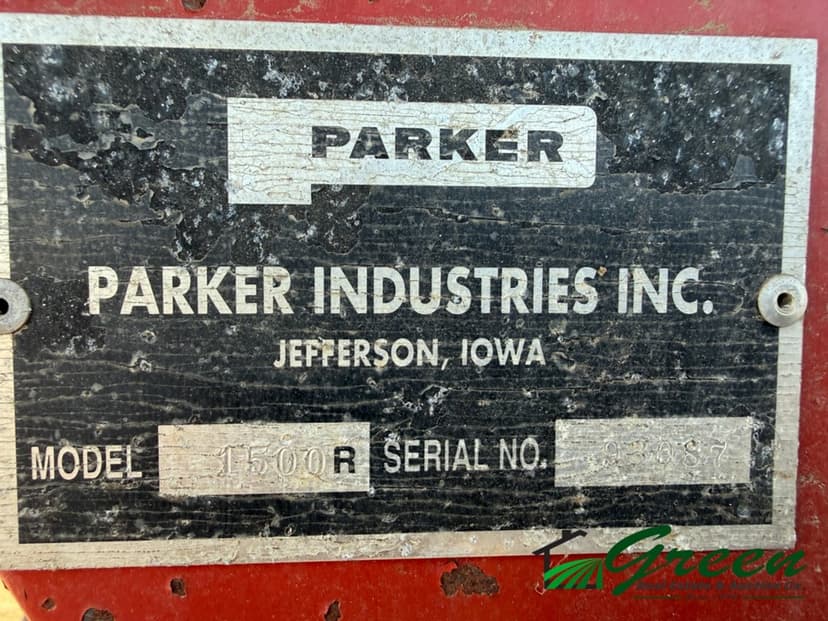 PARKER
PARKER INDUSTRIES INC.
JEFFERSON, IOWA
MODEL 1500R SERIAL NO.
Green